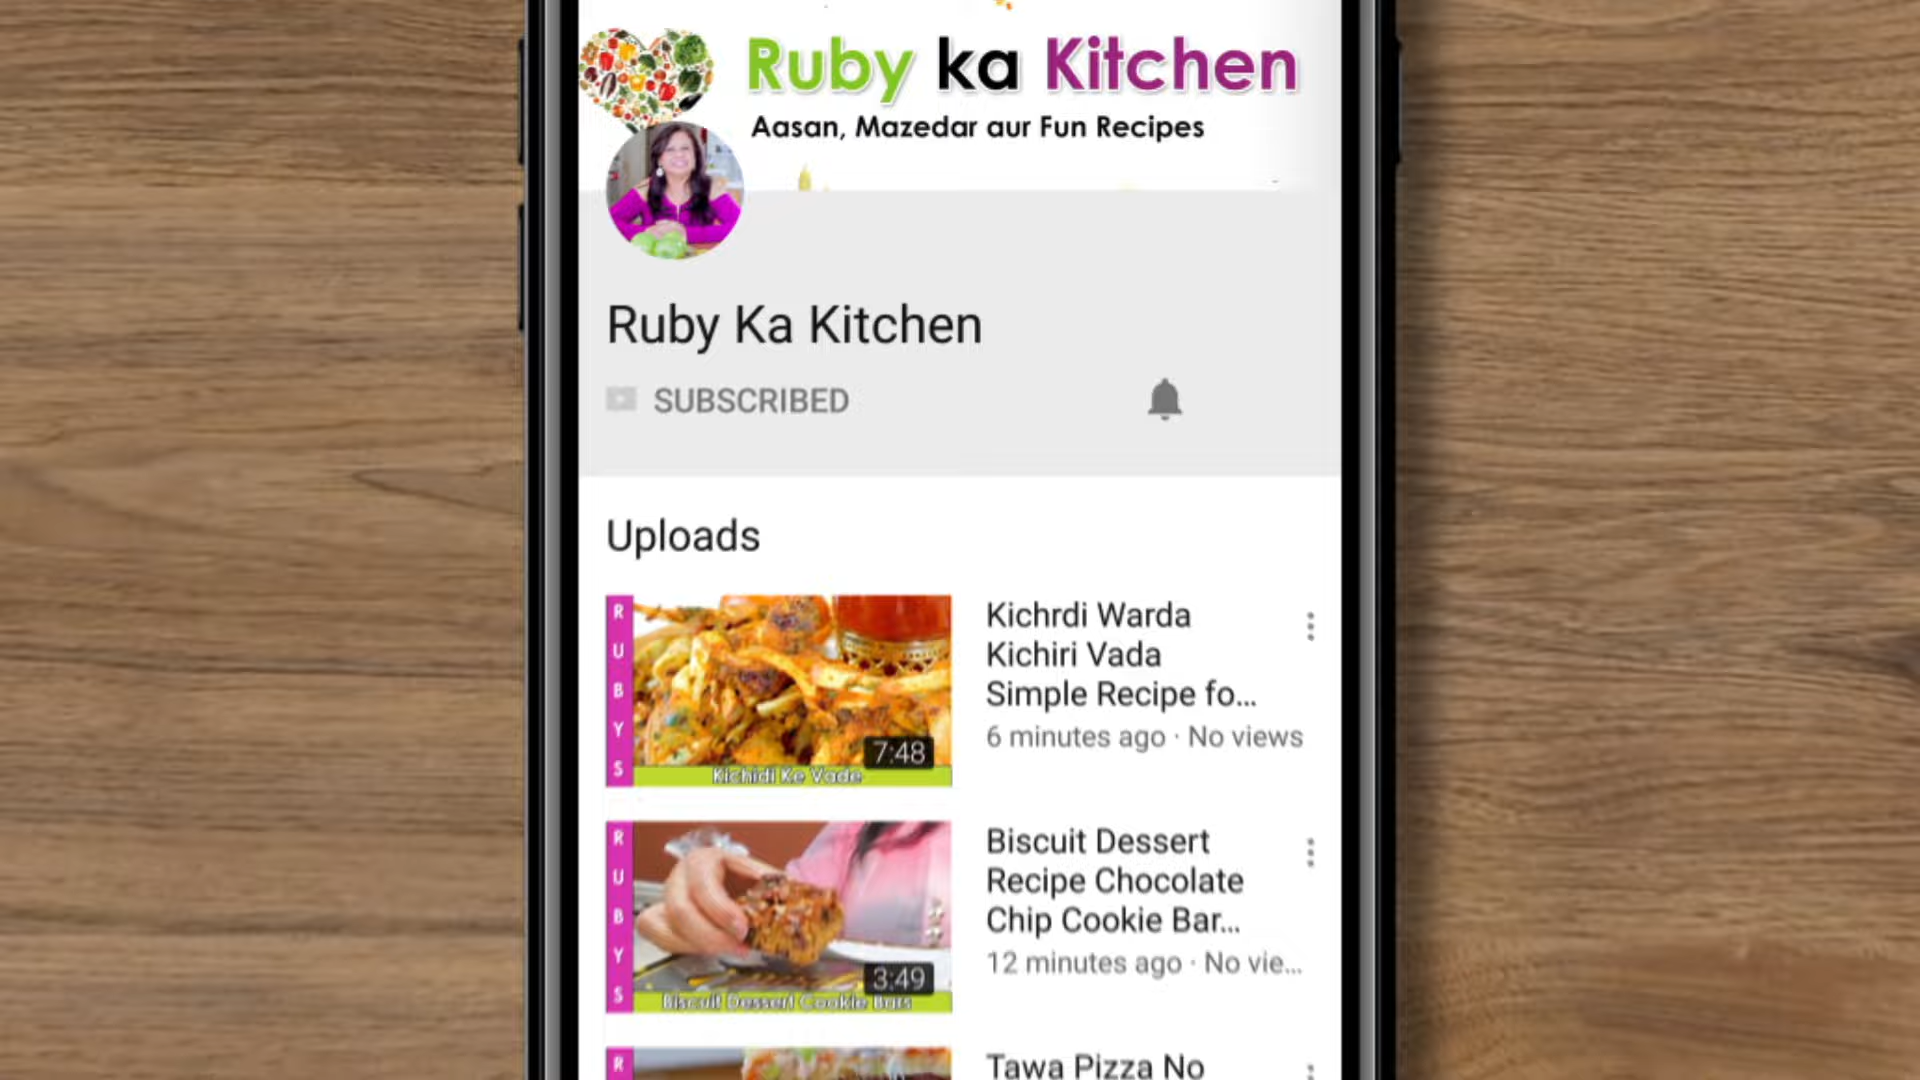 Ruby ka Kitchen
Aasan, Mazedar aur Fun Recipes
Ruby Ka Kitchen
SUBSCRIBED
Uploads
RUBYS
7:48
Kichidi Ke Vade
Kichrdi Warda
Kichiri Vada
Simple Recipe fo...
6 minutes ago · No views
RUBYS
3:49
Biscuit Dessert Cookie Bars
Biscuit Dessert
Recipe Chocolate
Chip Cookie Bar...
12 minutes ago · No vie...
R
Tawa Pizza No